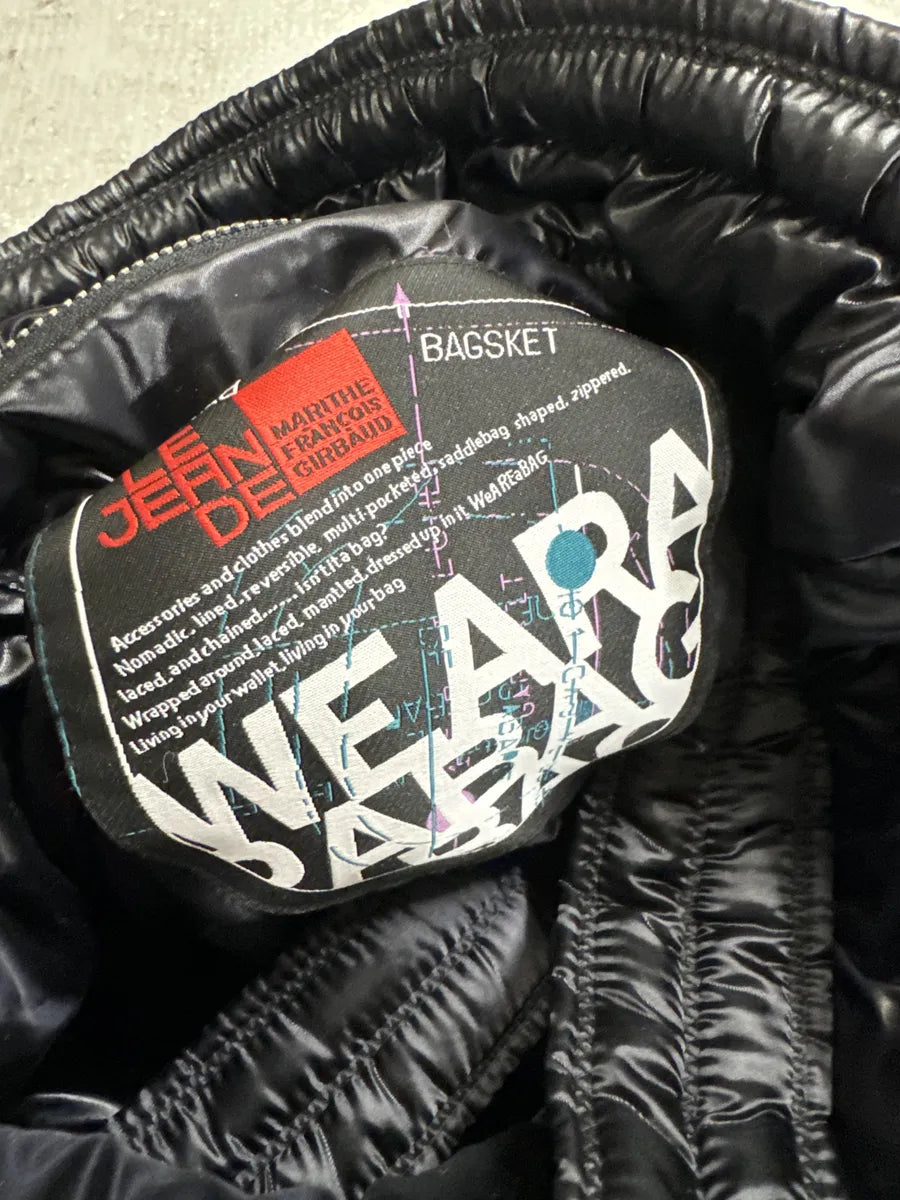 BAGSKET
LE
JEAN
DE
MARITHE
FRANCOIS
GIRBAUD
Accessories and clothes blend into one piece
Nomadic, lined, reversible, multi pocketed, saddlebag shaped, zippered,
laced, and chained....... isn't it a bag?
Wrapped around, laced, mantled, dressed up in it, WeAREaBAG
Living in your wallet, living in your bag
WE ARA
BAG